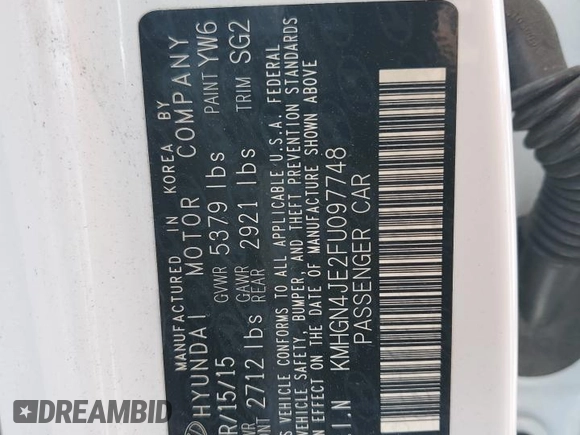 MANUFACTURED IN KOREA BY
HYUNDAI MOTOR COMPANY
R/15/15 GVWR 5379 lbs PAINT YW6
WR NT 2712 lbs GAWR REAR 2921 lbs TRIM SG2
S VEHICLE CONFORMS TO ALL APPLICABLE U.S.A. FEDERAL
VEHICLE SAFETY, BUMPER, AND THEFT PREVENTION STANDARDS
EFFECT ON THE DATE OF MANUFACTURE SHOWN ABOVE
I.N KMHGN4JE2FU097748
PASSENGER CAR
CARDBIDDER